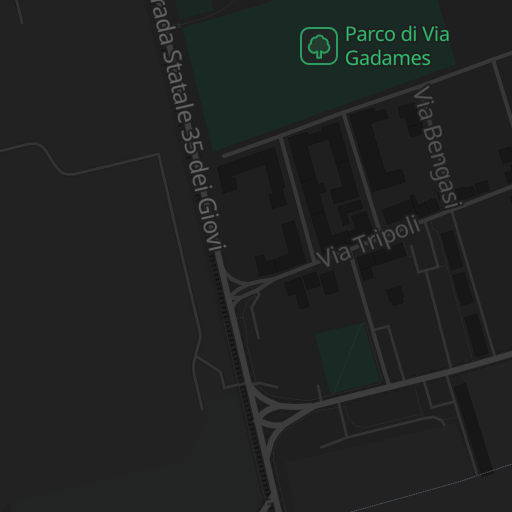 Parco di Via
Gadames
rada Statale 35 dei Giovi
Via Bengasi
Via Tripoli